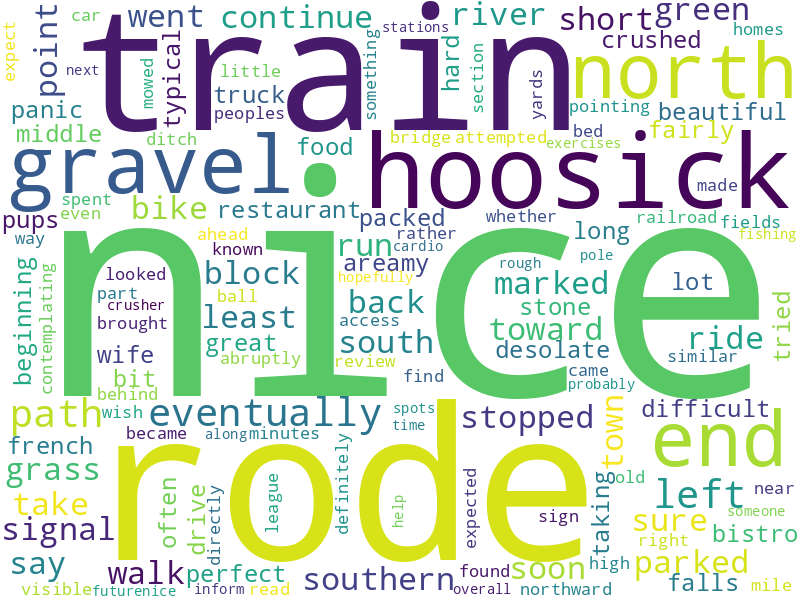 expect
point
went
continue
river
short
green
car
stations
homes
train
crushed
next
mowed
typical
little
something
hard
section
yards
north
panic
truck
peoples
pointing
beautiful
middle
ditch
food
bridge
attempted
bed
exercises
fairly
gravel
hoosick
made
spent
even
bike
restaurant
packed
whether
railroad
fields
pups
way
ahead
known
run
rather
cardio
long
pole
fishing
nice
beginning
contemplating
looked
part
crusher
brought
ball
block
hopefully
areamy
rough
marked
lot
stone
least
back
access
toward
ride
tried
great
south
desolate
similar
wife
abruptly
review
find
came
probably
bit
behind
wish
path
eventually
spots
time
stopped
difficult
town
end
french
became
along
minutes
rode
grass
often
drive
directly
league
definitely
help
expected
sign
taking
old
left
near
someone
take
sure
right
bistro
signal
say
walk
perfect
southern
found
overall
soon
high
northward
parked
falls
mile
visible
futurenice
inform
read